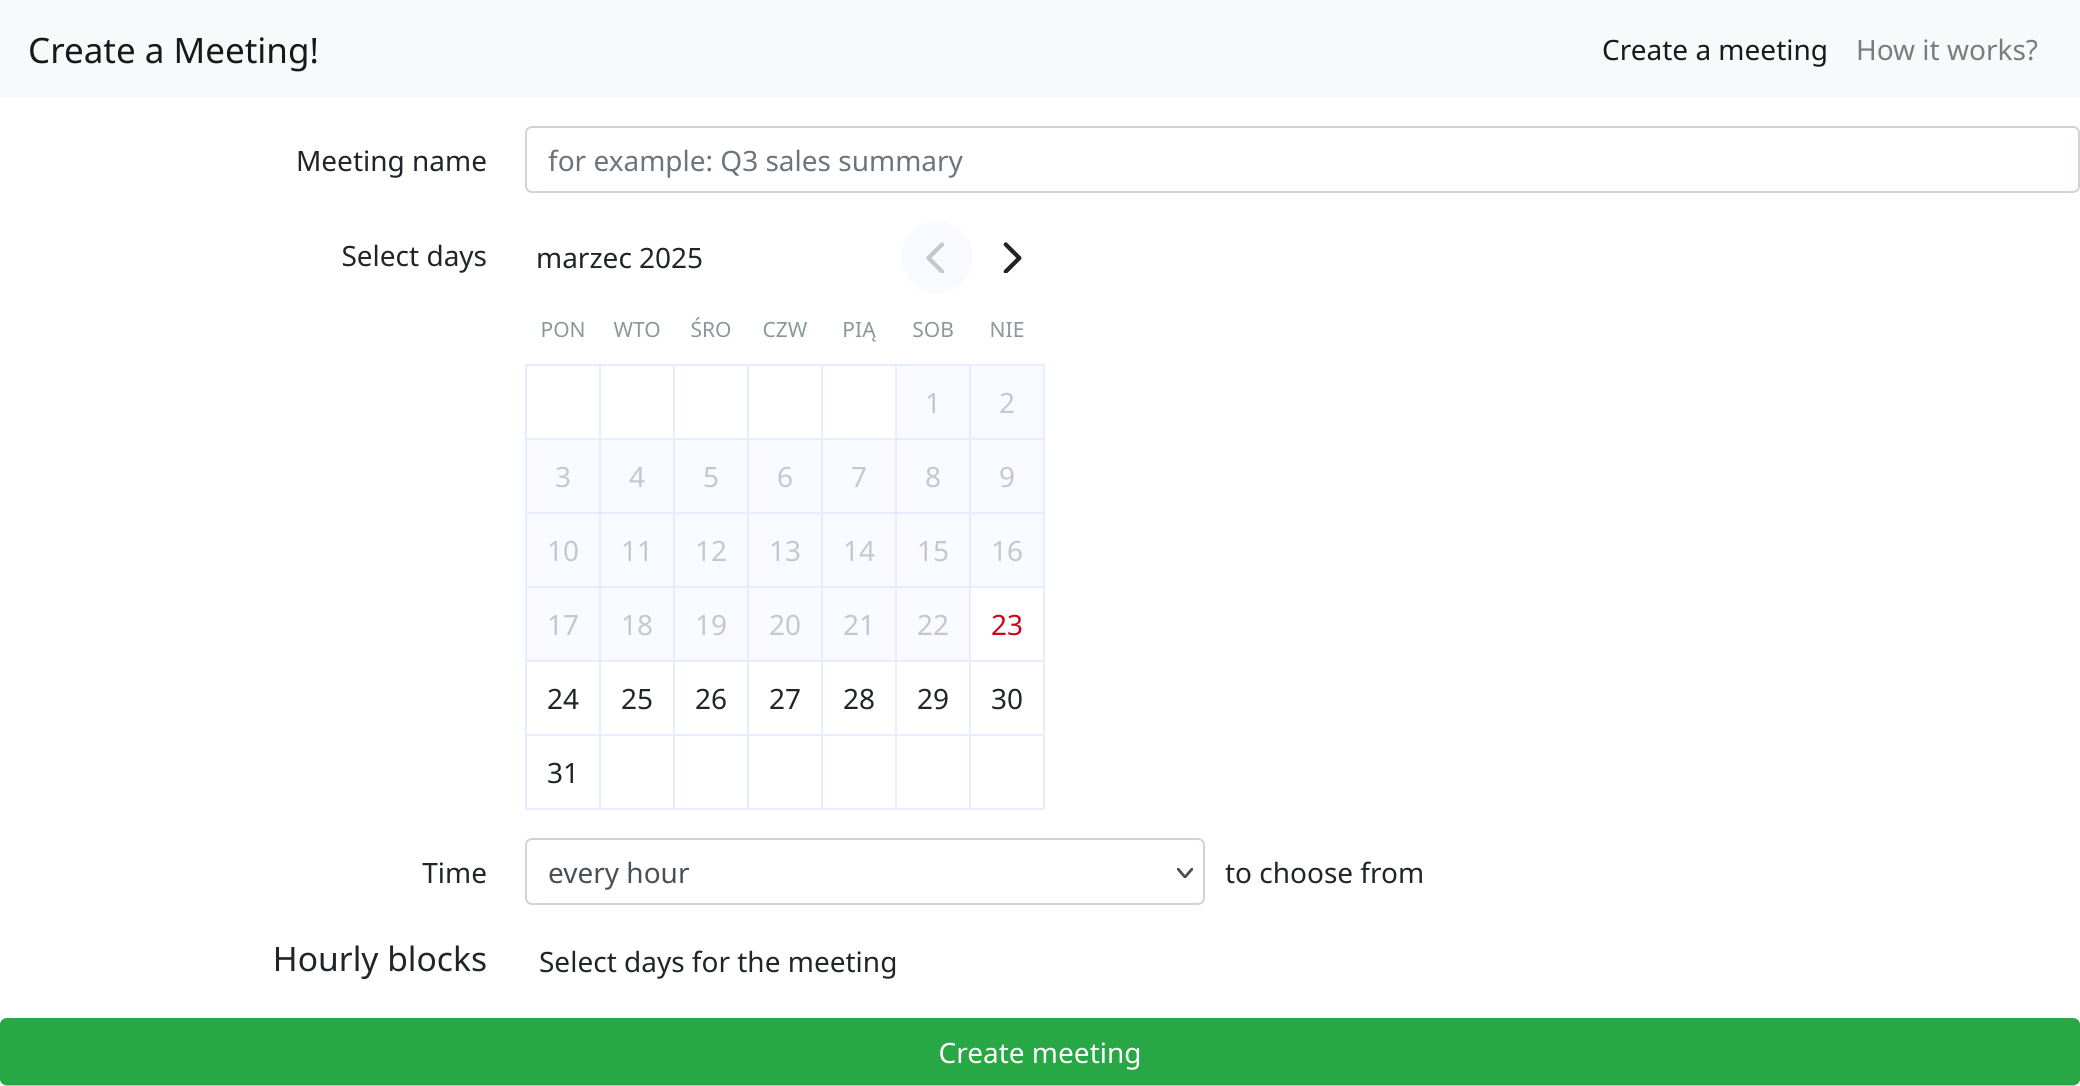 Create a Meeting!
Create a meeting How it works?
Meeting name
for example: Q3 sales summary
Select days
marzec 2025
PON WTO ŚRO CZW PIĄ SOB NIE
1 2
3 4 5 6 7 8 9
10 11 12 13 14 15 16
17 18 19 20 21 22 23
24 25 26 27 28 29 30
31
Time
every hour
to choose from
Hourly blocks
Select days for the meeting
Create meeting